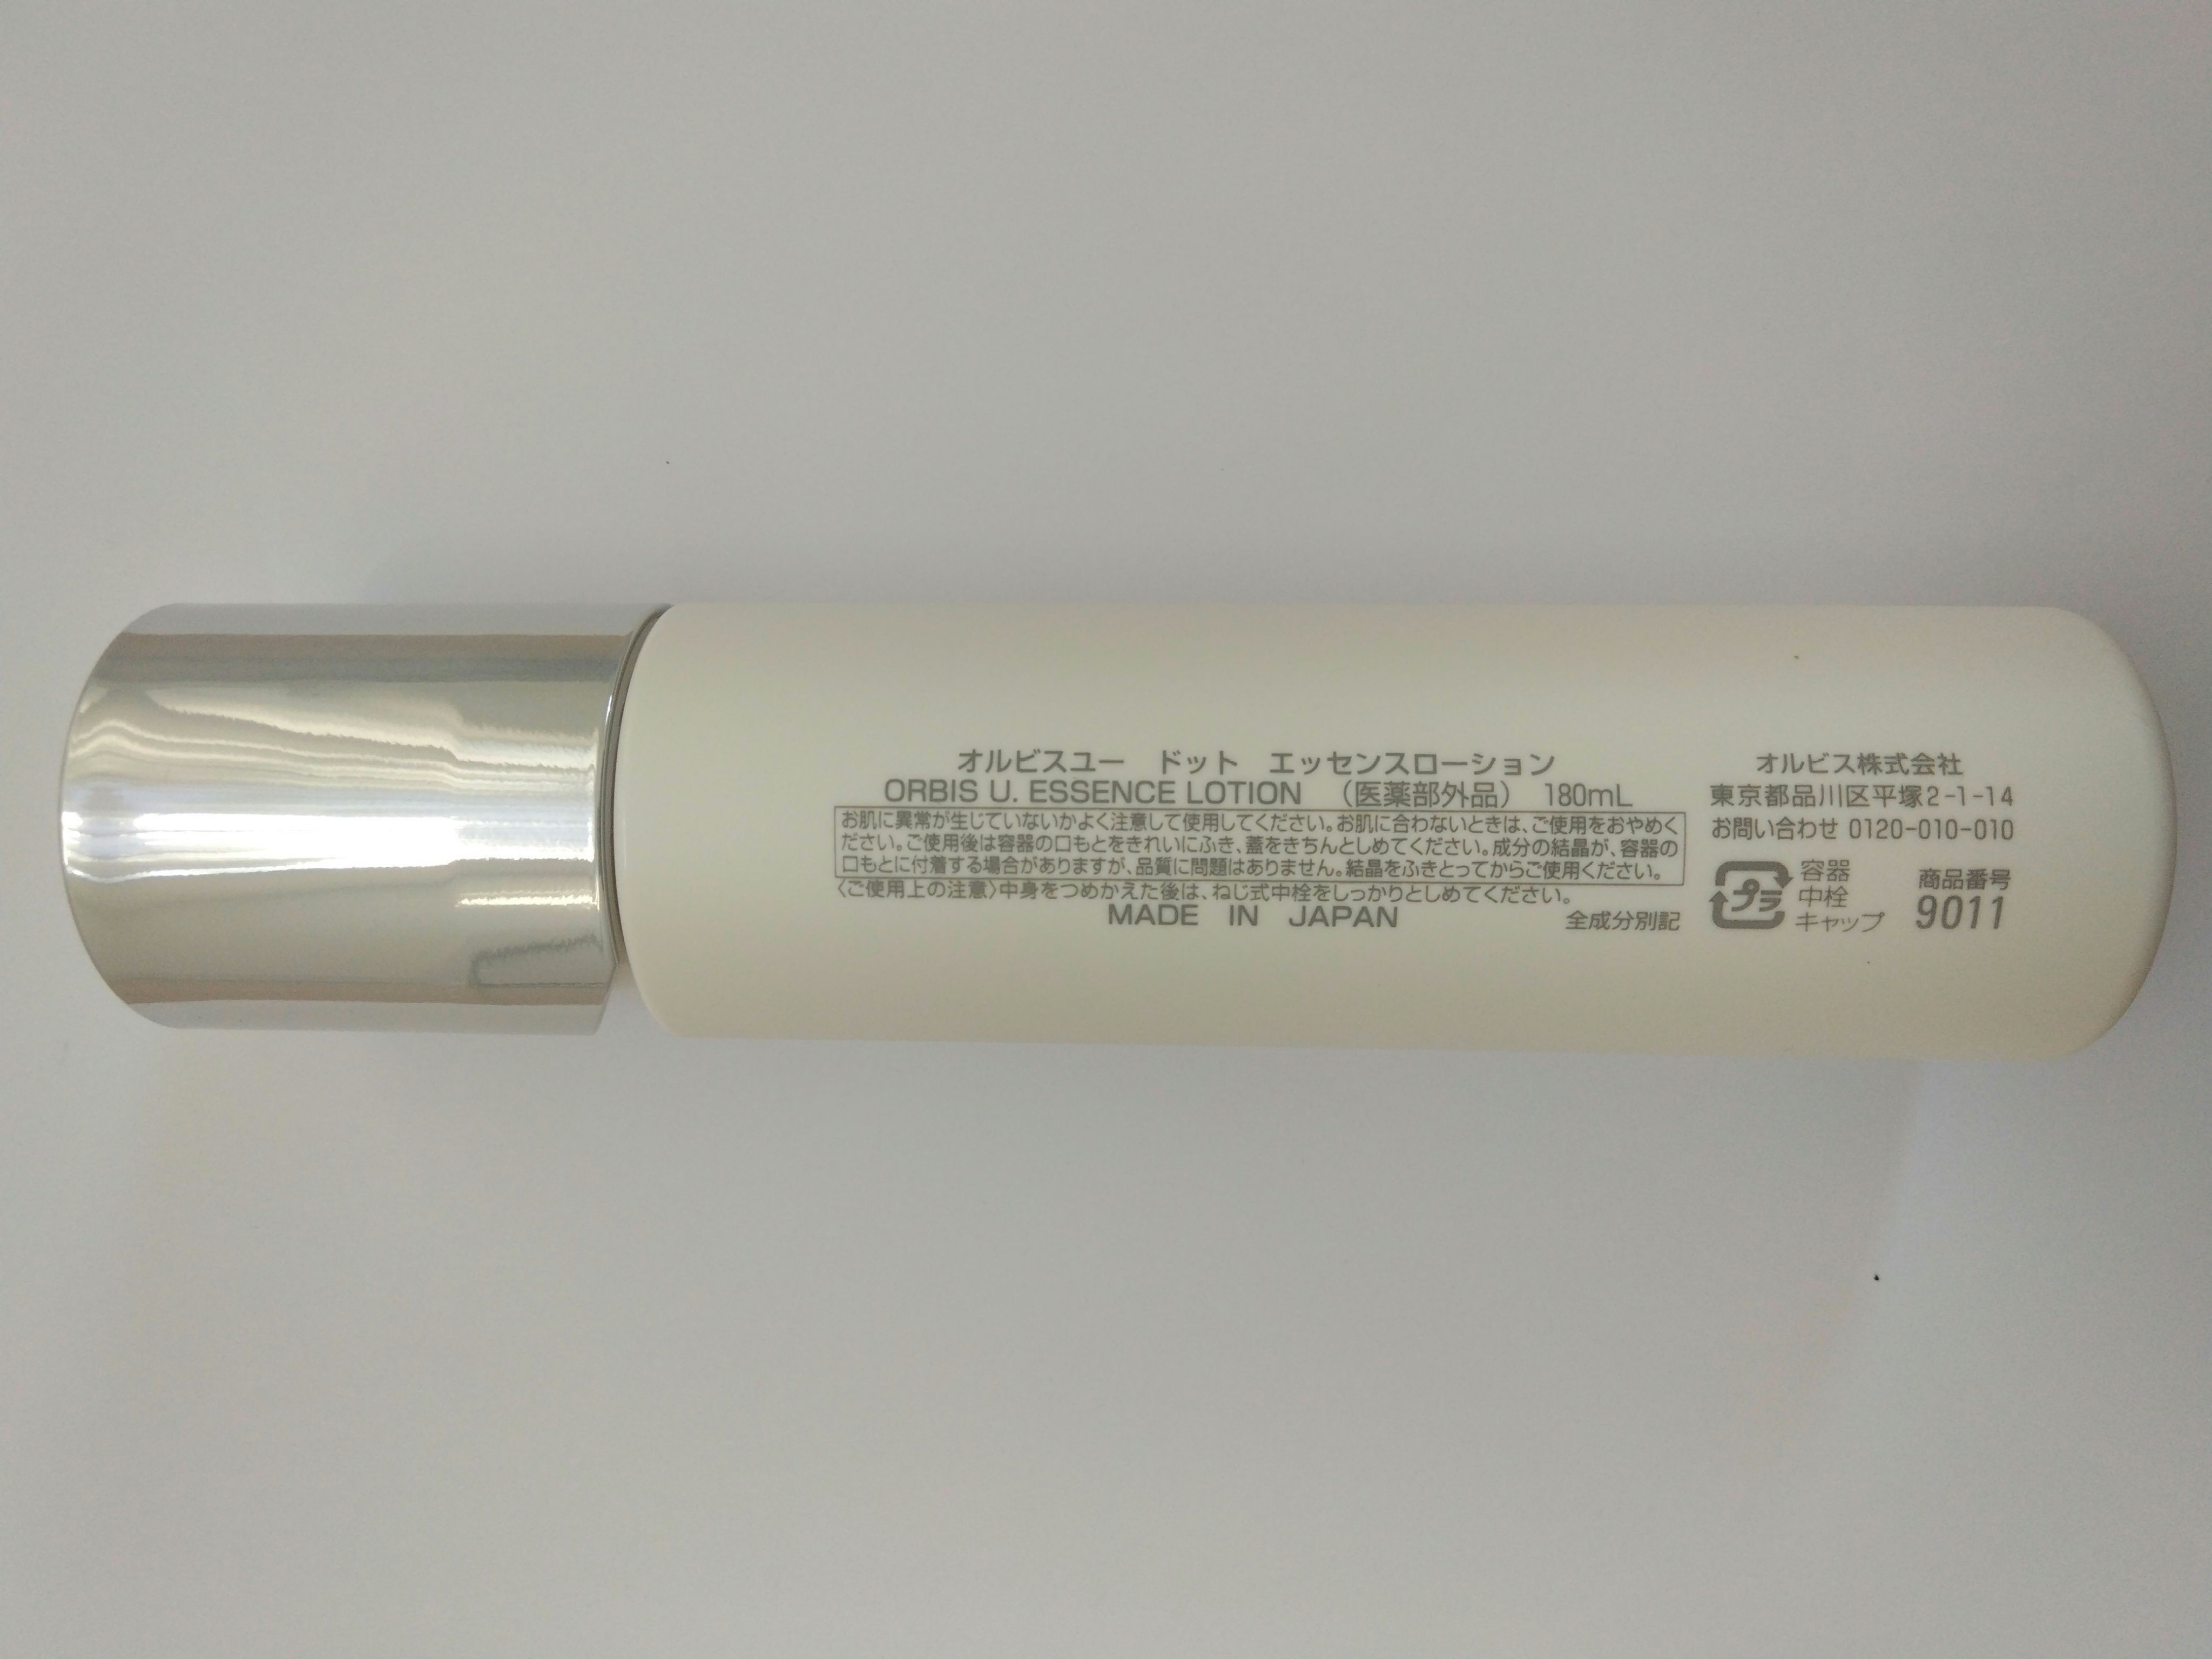 オルビスユー　ドット　エッセンスローション
ORBIS U. ESSENCE LOTION （医薬部外品） 180mL
お肌に異常が生じていないかよく注意して使用してください。お肌に合わないときは、ご使用をおやめく
ださい。ご使用後は容器の口もとをきれいにふき、蓋をきちんとしめてください。成分の結晶が、容器の
口もとに付着する場合がありますが、品質に問題はありません。結晶をふきとってからご使用ください。
〈ご使用上の注意〉中身をつめかえた後は、ねじ式中栓をしっかりとしめてください。
MADE IN JAPAN
全成分別記
オルビス株式会社
東京都品川区平塚2-1-14
お問い合わせ 0120-010-010
プラ
容器
中栓
キャップ
商品番号
9011